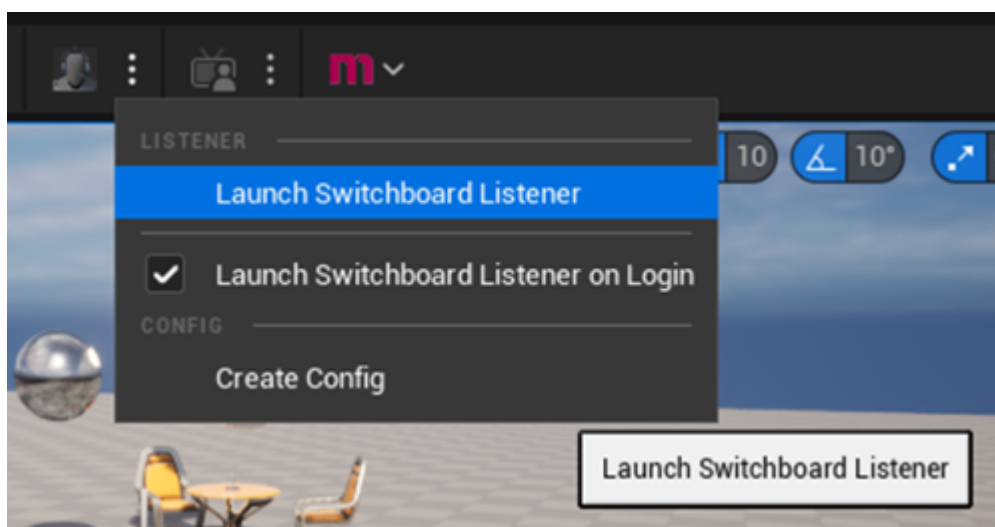 m
LISTENER
10
10°
Launch Switchboard Listener
Launch Switchboard Listener on Login
CONFIG
Create Config
Launch Switchboard Listener